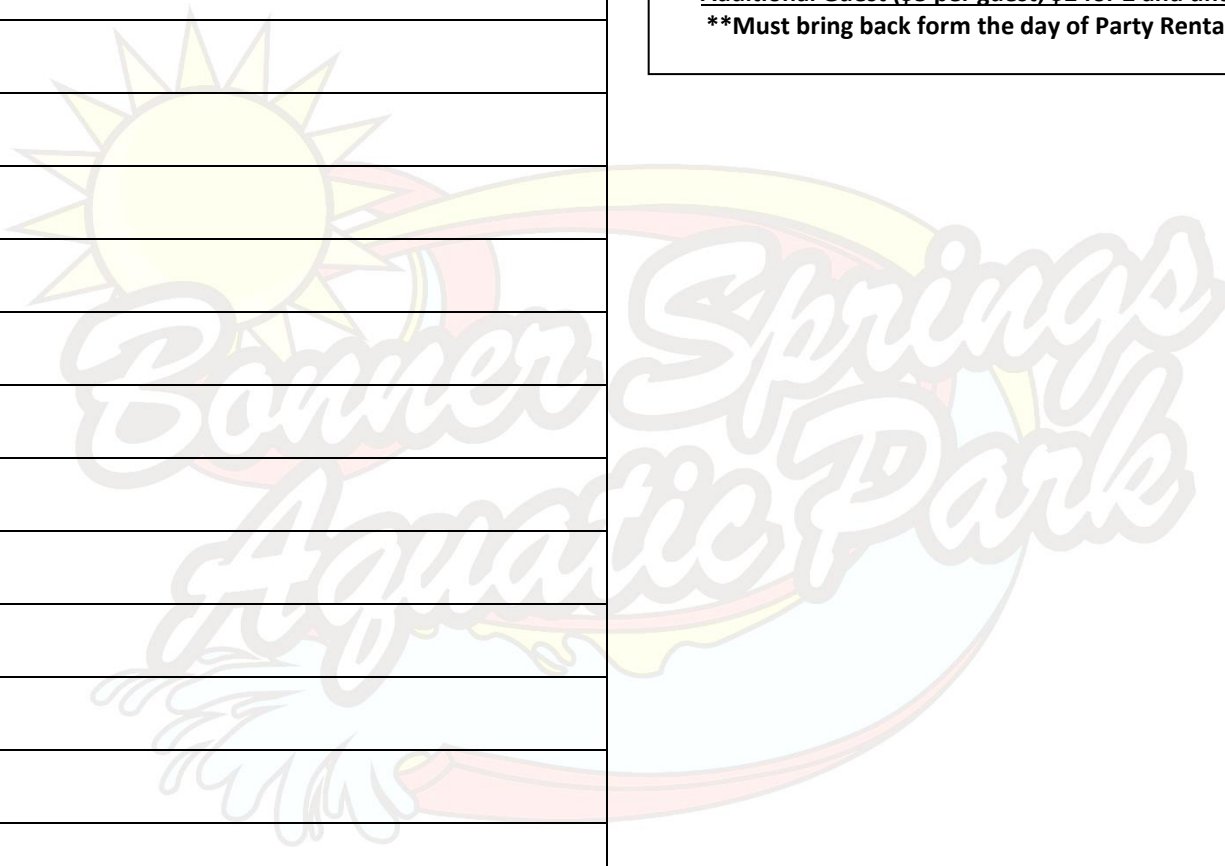 **Must bring back form the day of Party Renta
Bonner Springs
Aquatic Park